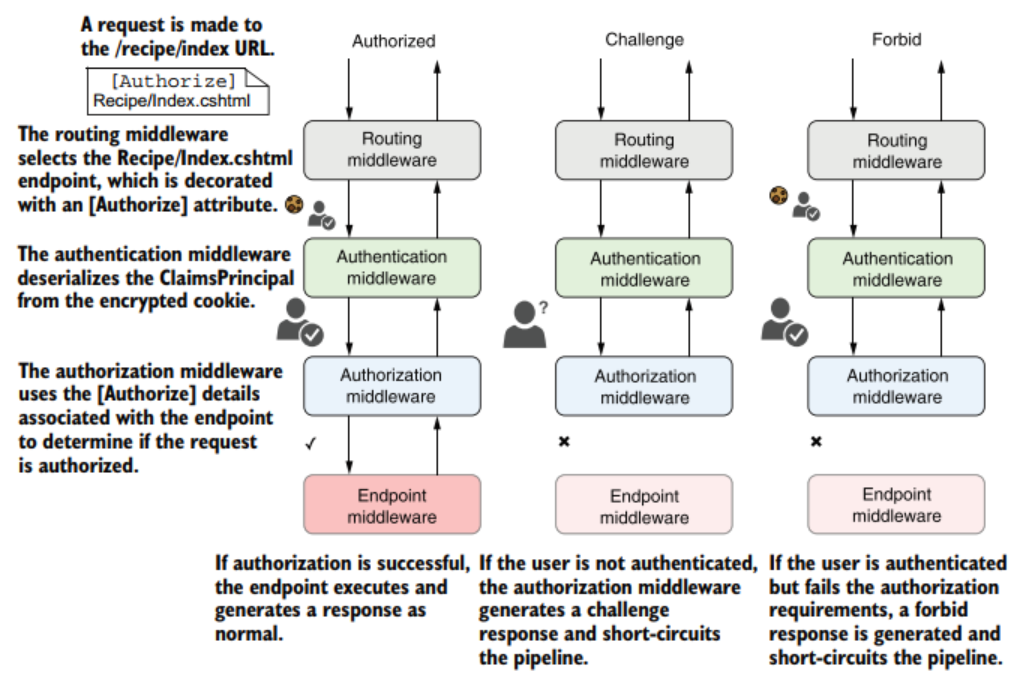 A request is made to
the /recipe/index URL.
[Authorize]
Recipe/Index.cshtml
The routing middleware
selects the Recipe/Index.cshtml
endpoint, which is decorated
with an [Authorize] attribute.
The authentication middleware
deserializes the ClaimsPrincipal
from the encrypted cookie.
The authorization middleware
uses the [Authorize] details
associated with the endpoint
to determine if the request
is authorized.
Authorized
Routing
middleware
Authentication
middleware
Authorization
middleware
✓
Endpoint
middleware
If authorization is successful,
the endpoint executes and
generates a response as
normal.
Challenge
Routing
middleware
Authentication
middleware
?
Authorization
middleware
✖
Endpoint
middleware
If the user is not authenticated,
the authorization middleware
generates a challenge
response and short-circuits
the pipeline.
Forbid
Routing
middleware
Authentication
middleware
Authorization
middleware
✖
Endpoint
middleware
If the user is authenticated
but fails the authorization
requirements, a forbid
response is generated and
short-circuits the pipeline.